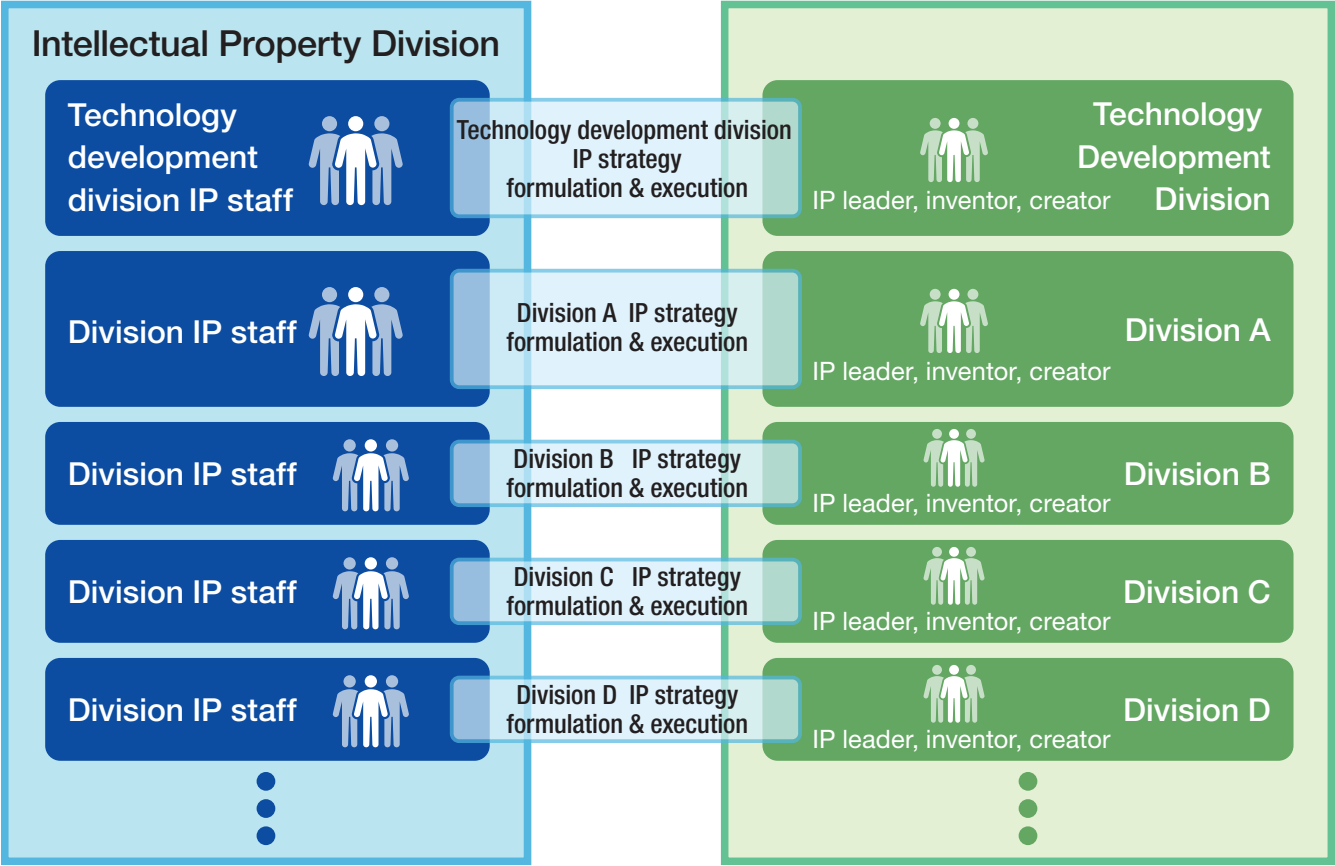 Intellectual Property Division
Technology
development
division IP staff
Technology development division
IP strategy
formulation & execution
IP leader, inventor, creator
Technology
Development
Division
Division IP staff
Division A IP strategy
formulation & execution
IP leader, inventor, creator
Division A
Division IP staff
Division B IP strategy
formulation & execution
IP leader, inventor, creator
Division B
Division IP staff
Division C IP strategy
formulation & execution
IP leader, inventor, creator
Division C
Division IP staff
Division D IP strategy
formulation & execution
IP leader, inventor, creator
Division D